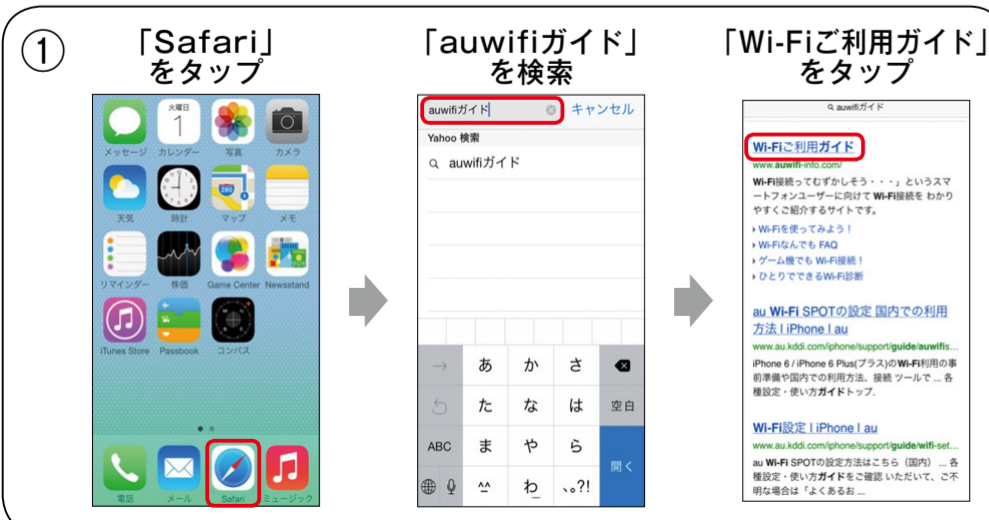 ①
「Safari」
をタップ
火曜日
1
メッセージ カレンダー 写真 カメラ
280
天気 時計 マップ メモ
リマインダー 株価 Game Center Newsstand
iTunes Store Passbook コンパス
電話 メール Safari ミュージック
「auwifiガイド」
を検索
auwifiガイド キャンセル
Yahoo 検索
auwifiガイド
→ あ か さ
た な は 空白
ABC ま や ら
^^ わ 、。?! 開く
「Wi-Fiご利用ガイド」
をタップ
auwifiガイド
Wi-Fiご利用ガイド
www.auwifi-info.com/
Wi-Fi接続ってむずかしそう・・・」というスマ
ートフォンユーザーに向けて Wi-Fi接続を わかり
やすくご紹介するサイトです。
Wi-Fiを使ってみよう！
Wi-Fiなんでも FAQ
ゲーム機でも Wi-Fi接続！
ひとりでできるWi-Fi診断
au Wi-Fi SPOTの設定 国内での利用
方法 | iPhone | au
www.au.kddi.com/iphone/support/guide/auwifis...
iPhone 6 / iPhone 6 Plus(プラス)のWi-Fi利用の事
前準備や国内での利用方法、接続 ツールで ... 各
種設定・使い方ガイドトップ.
Wi-Fi設定 | iPhone | au
www.au.kddi.com/iphone/support/guide/wifi-set...
au Wi-Fi SPOTの設定方法はこちら（国内） ... 各
種設定・使い方ガイドをご確認 いただいて、ご不
明な場合は「よくあるお ...